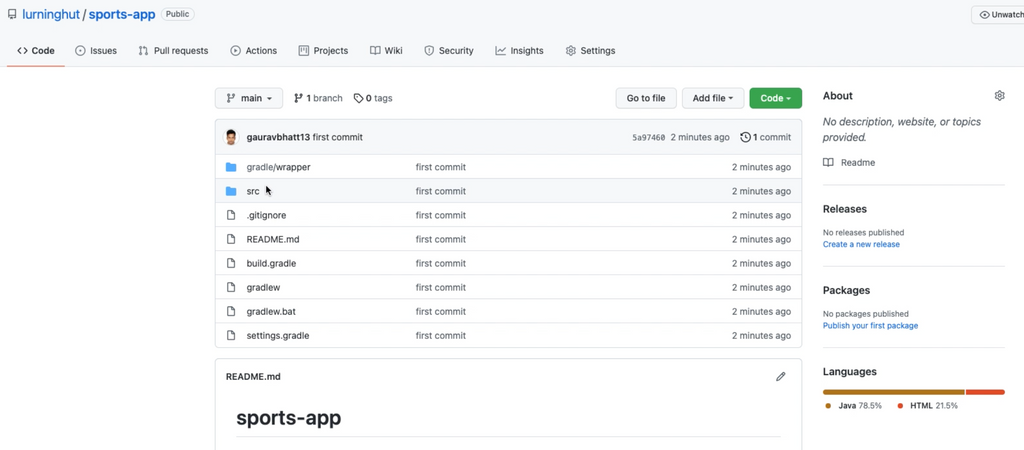 lurninghut / sports-app Public Unwatch
Code Issues Pull requests Actions Projects Wiki Security Insights Settings
main 1 branch 0 tags Go to file Add file Code
gauravbhatt13 first commit 5a97460 2 minutes ago 1 commit
gradle/wrapper first commit 2 minutes ago
src first commit 2 minutes ago
.gitignore first commit 2 minutes ago
README.md first commit 2 minutes ago
build.gradle first commit 2 minutes ago
gradlew first commit 2 minutes ago
gradlew.bat first commit 2 minutes ago
settings.gradle first commit 2 minutes ago
README.md
sports-app
About
No description, website, or topics
provided.
Readme
Releases
No releases published
Create a new release
Packages
No packages published
Publish your first package
Languages
Java 78.5% HTML 21.5%